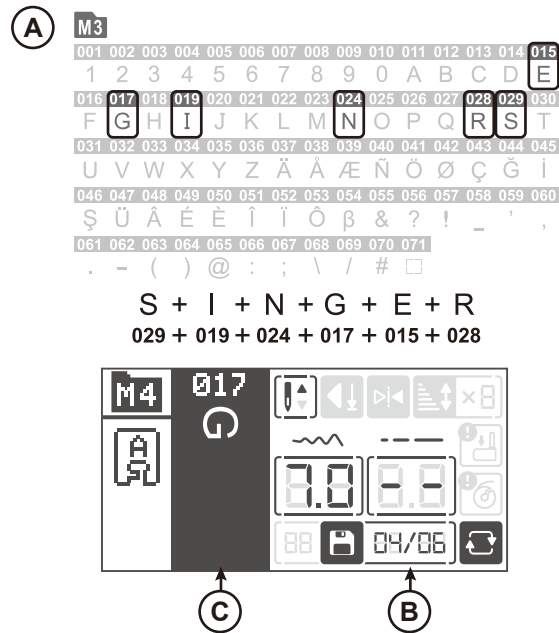 A
M3
001 002 003 004 005 006 007 008 009 010 011 012 013 014 015
1 2 3 4 5 6 7 8 9 0 A B C D E
016 017 018 019 020 021 022 023 024 025 026 027 028 029 030
F G H I J K L M N O P Q R S T
031 032 033 034 035 036 037 038 039 040 041 042 043 044 045
U V W X Y Z Ä Å Æ Ñ Ö Ø Ç Ğ İ
046 047 048 049 050 051 052 053 054 055 056 057 058 059 060
Ş Ü Â É È Î Ï Ô β & ? ! _ ’ ,
061 062 063 064 065 066 067 068 069 070 071
. - ( ) @ : ; \ / #
S + I + N + G + E + R
029 + 019 + 024 + 017 + 015 + 028
M4 017 ×8
G
A
7.0 8.8
88 04/06
C B